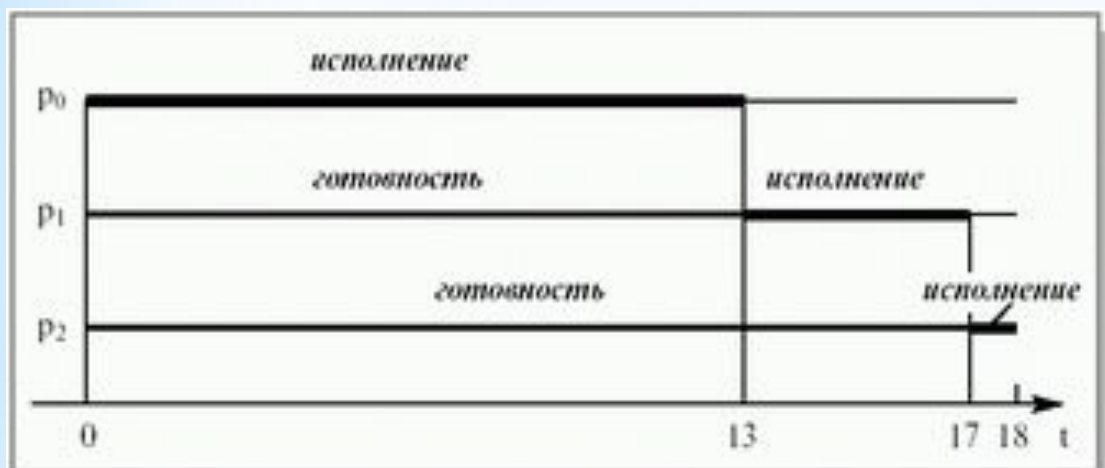 исполнение
p₀
готовность исполнение
p₁
готовность исполнение
p₂
0 13 17 18 t